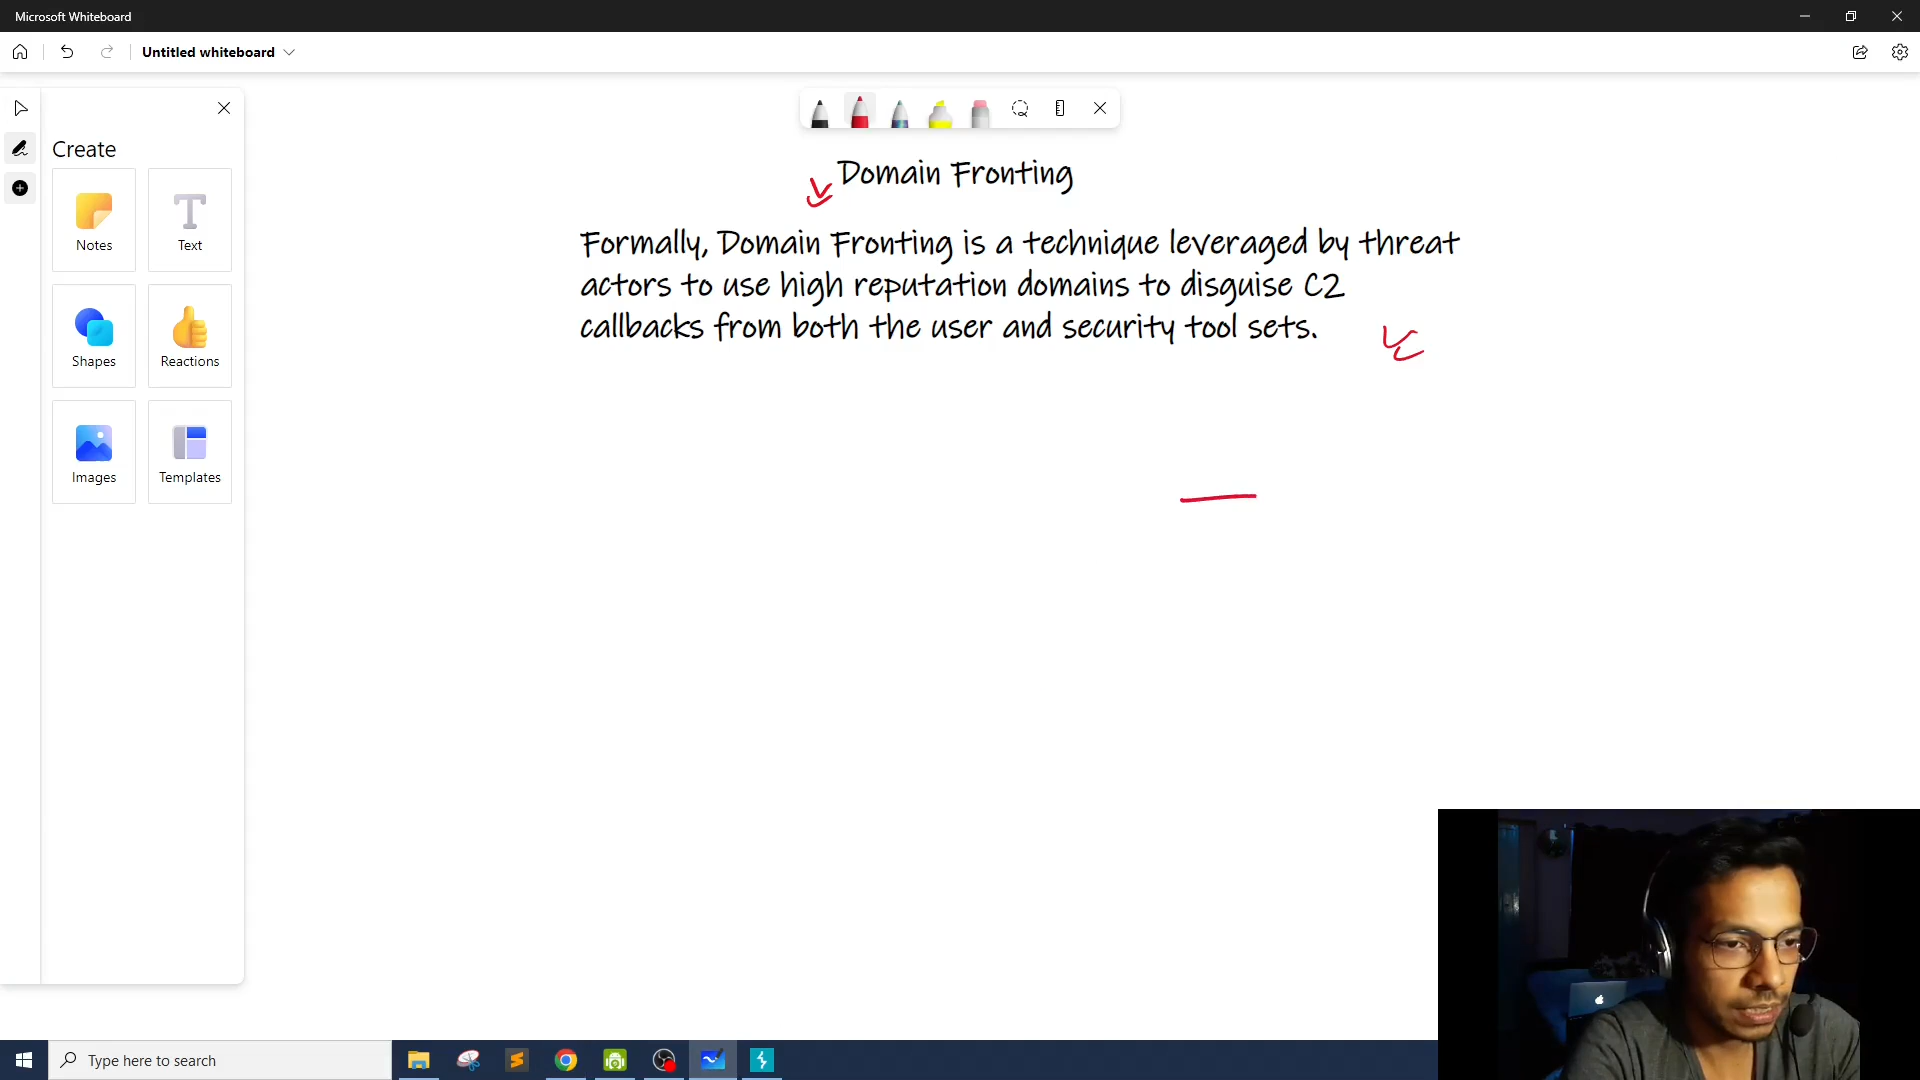 Microsoft Whiteboard
Untitled whiteboard
Create
Notes
Text
Shapes
Reactions
Images
Templates
Domain Fronting
Formally, Domain Fronting is a technique leveraged by threat
actors to use high reputation domains to disguise C2
callbacks from both the user and security tool sets.
Type here to search